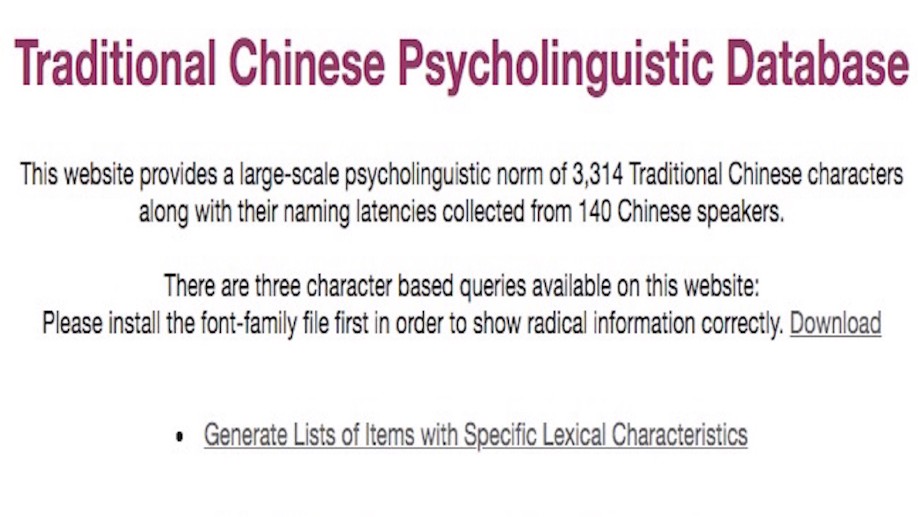 Traditional Chinese Psycholinguistic Database
This website provides a large-scale psycholinguistic norm of 3,314 Traditional Chinese characters
along with their naming latencies collected from 140 Chinese speakers.
There are three character based queries available on this website:
Please install the font-family file first in order to show radical information correctly. Download
• Generate Lists of Items with Specific Lexical Characteristics